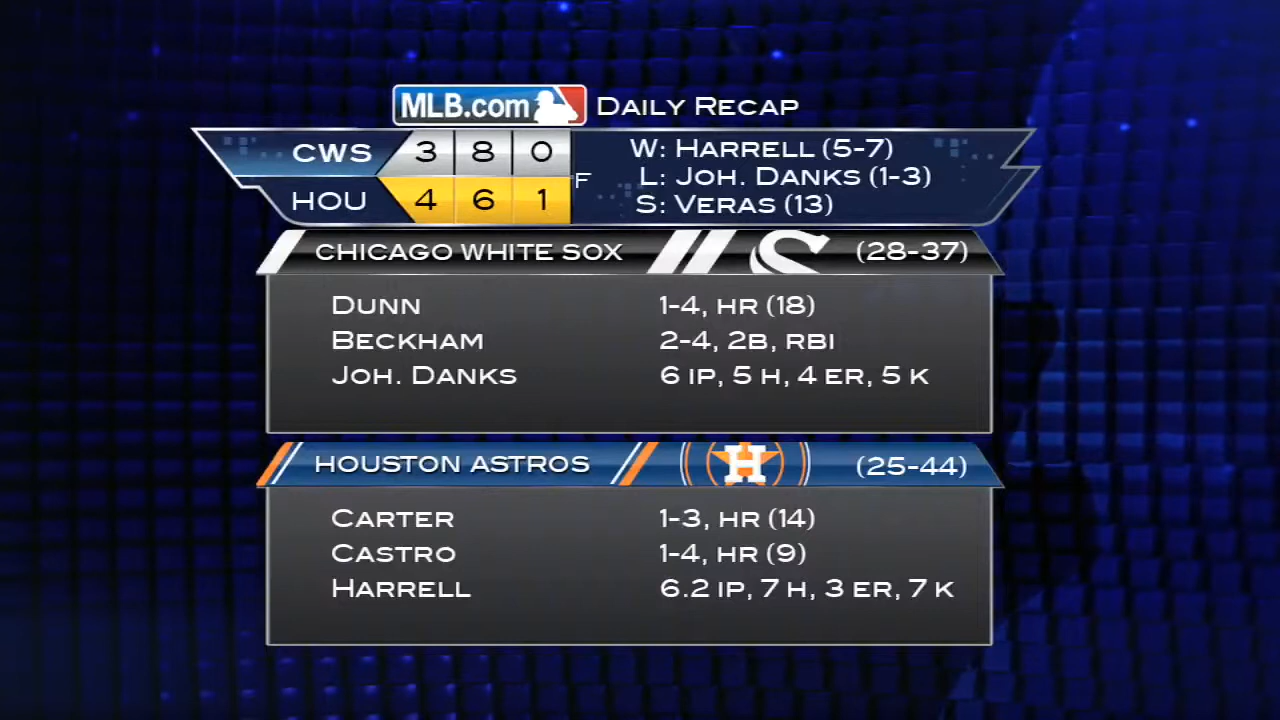 MLB.com DAILY RECAP
CWS 3 8 0
HOU 4 6 1
F
W: HARRELL (5-7)
L: JOH. DANKS (1-3)
S: VERAS (13)
CHICAGO WHITE SOX S (28-37)
DUNN 1-4, HR (18)
BECKHAM 2-4, 2B, RBI
JOH. DANKS 6 IP, 5 H, 4 ER, 5 K
HOUSTON ASTROS H (25-44)
CARTER 1-3, HR (14)
CASTRO 1-4, HR (9)
HARRELL 6.2 IP, 7 H, 3 ER, 7 K